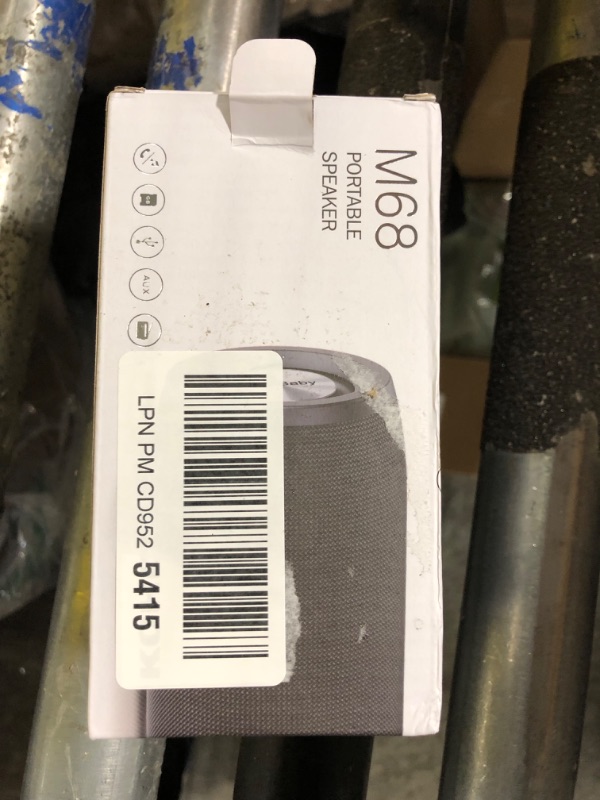 M68
PORTABLE
SPEAKER
AUX
LPN PM CD952 5415